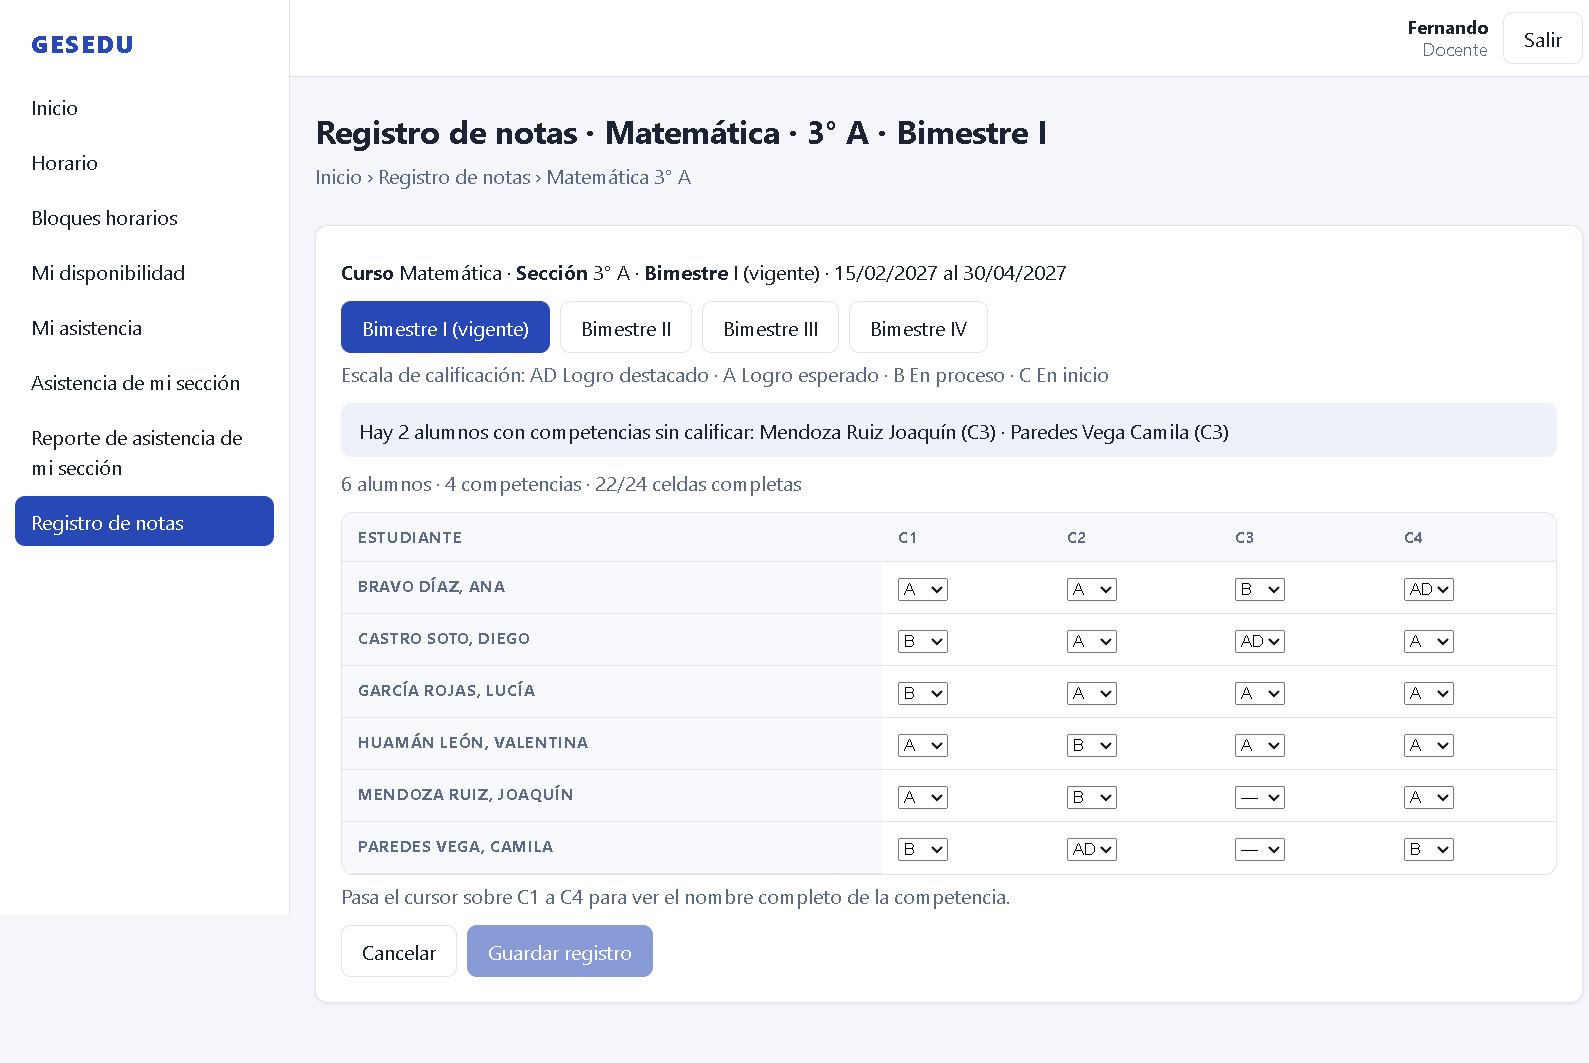 GESEDU
Fernando
Docente
Salir
Inicio
Horario
Bloques horarios
Mi disponibilidad
Mi asistencia
Asistencia de mi sección
Reporte de asistencia de
mi sección
Registro de notas
Registro de notas · Matemática · 3° A · Bimestre I
Inicio › Registro de notas › Matemática 3° A
Curso Matemática · Sección 3° A · Bimestre I (vigente) · 15/02/2027 al 30/04/2027
Bimestre I (vigente) Bimestre II Bimestre III Bimestre IV
Escala de calificación: AD Logro destacado · A Logro esperado · B En proceso · C En inicio
Hay 2 alumnos con competencias sin calificar: Mendoza Ruiz Joaquín (C3) · Paredes Vega Camila (C3)
6 alumnos · 4 competencias · 22/24 celdas completas
ESTUDIANTE C1 C2 C3 C4
BRAVO DÍAZ, ANA A A B AD
CASTRO SOTO, DIEGO B A AD A
GARCÍA ROJAS, LUCÍA B A A A
HUAMÁN LEÓN, VALENTINA A B A A
MENDOZA RUIZ, JOAQUÍN A B — A
PAREDES VEGA, CAMILA B AD — B
Pasa el cursor sobre C1 a C4 para ver el nombre completo de la competencia.
Cancelar Guardar registro